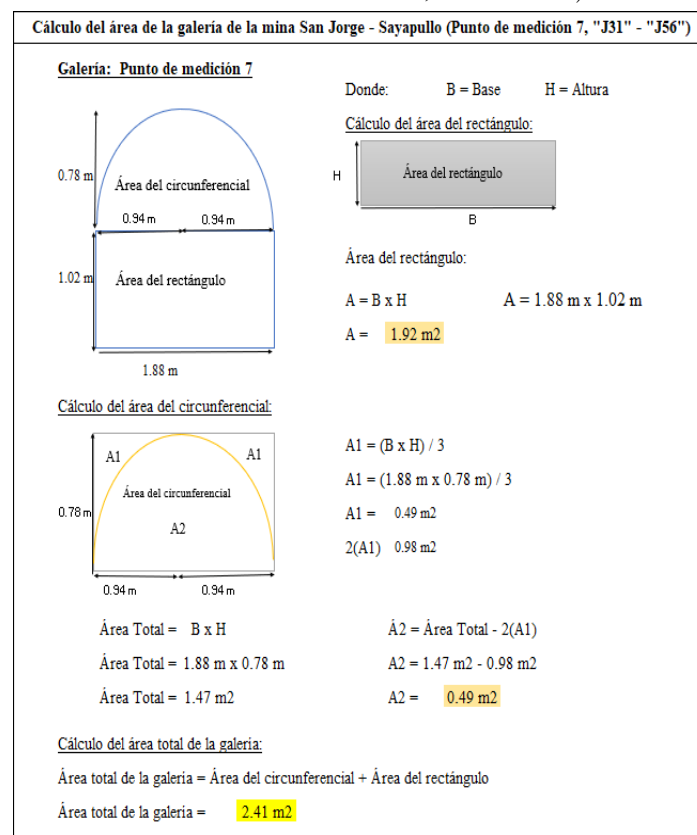 Cálculo del área de la galería de la mina San Jorge - Sayapullo (Punto de medición 7, "J31" - "J56")
Galería: Punto de medición 7
Donde: B = Base H = Altura
Cálculo del área del rectángulo:
0.78 m
Área del circunferencial
0.94 m 0.94 m
H
Área del rectángulo
B
1.02 m
Área del rectángulo
1.88 m
Área del rectángulo:
A = B x H A = 1.88 m x 1.02 m
A = 1.92 m2
Cálculo del área del circunferencial:
A1 A1
Área del circunferencial
0.78 m
A2
0.94 m 0.94 m
A1 = (B x H) / 3
A1 = (1.88 m x 0.78 m) / 3
A1 = 0.49 m2
2(A1) 0.98 m2
Área Total = B x H
Área Total = 1.88 m x 0.78 m
Área Total = 1.47 m2
Á2 = Área Total - 2(A1)
A2 = 1.47 m2 - 0.98 m2
A2 = 0.49 m2
Cálculo del área total de la galeria:
Área total de la galeria = Área del circunferencial + Área del rectángulo
Área total de la galeria = 2.41 m2